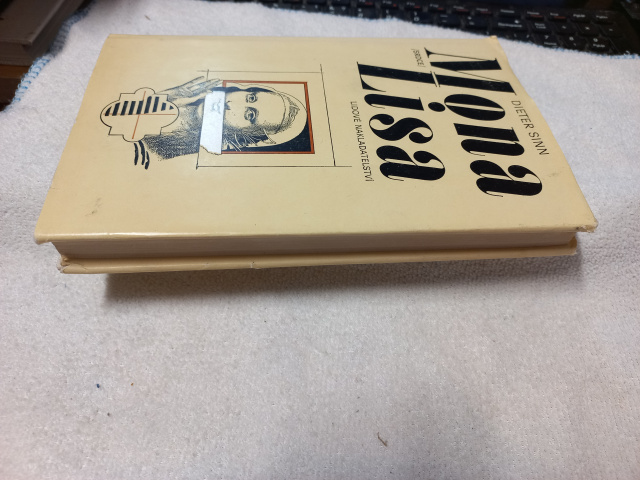 DIETER SINN
Mona
Lisa
LIDOVÉ NAKLADATELSTVÍ